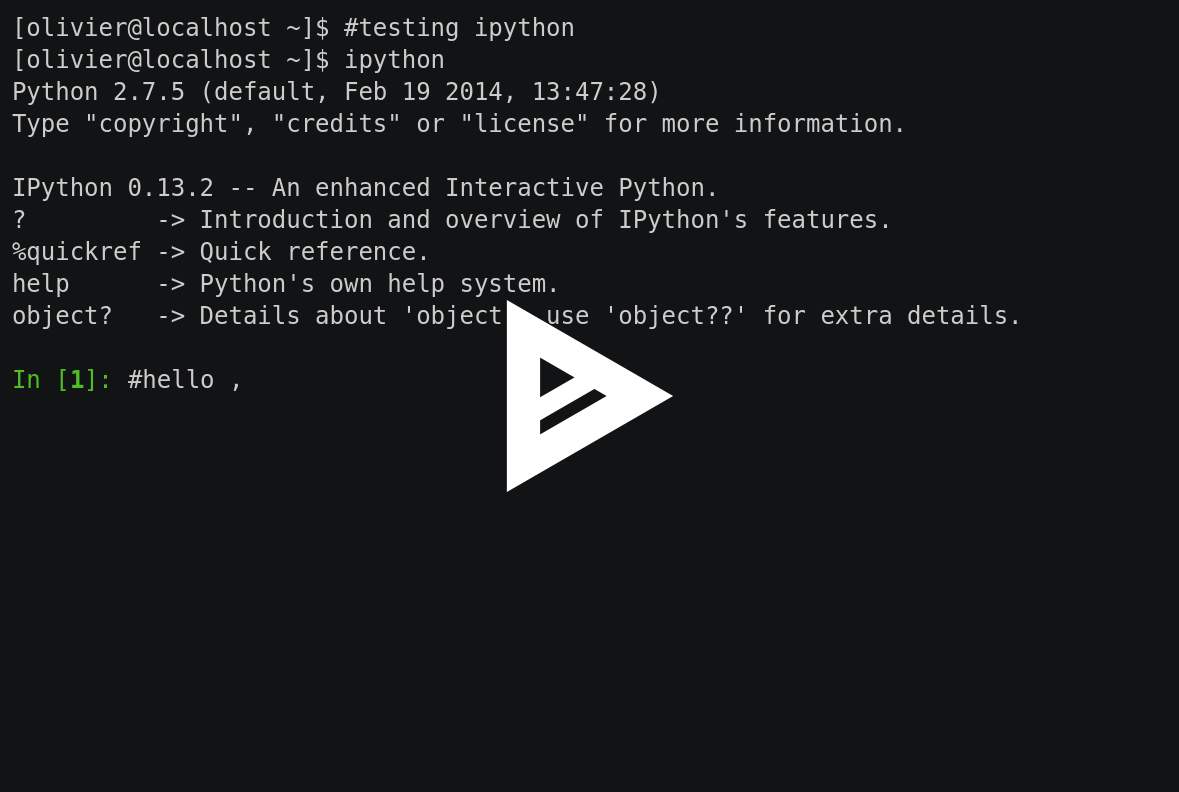 [olivier@localhost ~]$ #testing ipython
[olivier@localhost ~]$ ipython
Python 2.7.5 (default, Feb 19 2014, 13:47:28)
Type "copyright", "credits" or "license" for more information.
IPython 0.13.2 -- An enhanced Interactive Python.
?         -> Introduction and overview of IPython's features.
%quickref -> Quick reference.
help      -> Python's own help system.
object?   -> Details about 'object use 'object??' for extra details.
In [1]: #hello ,